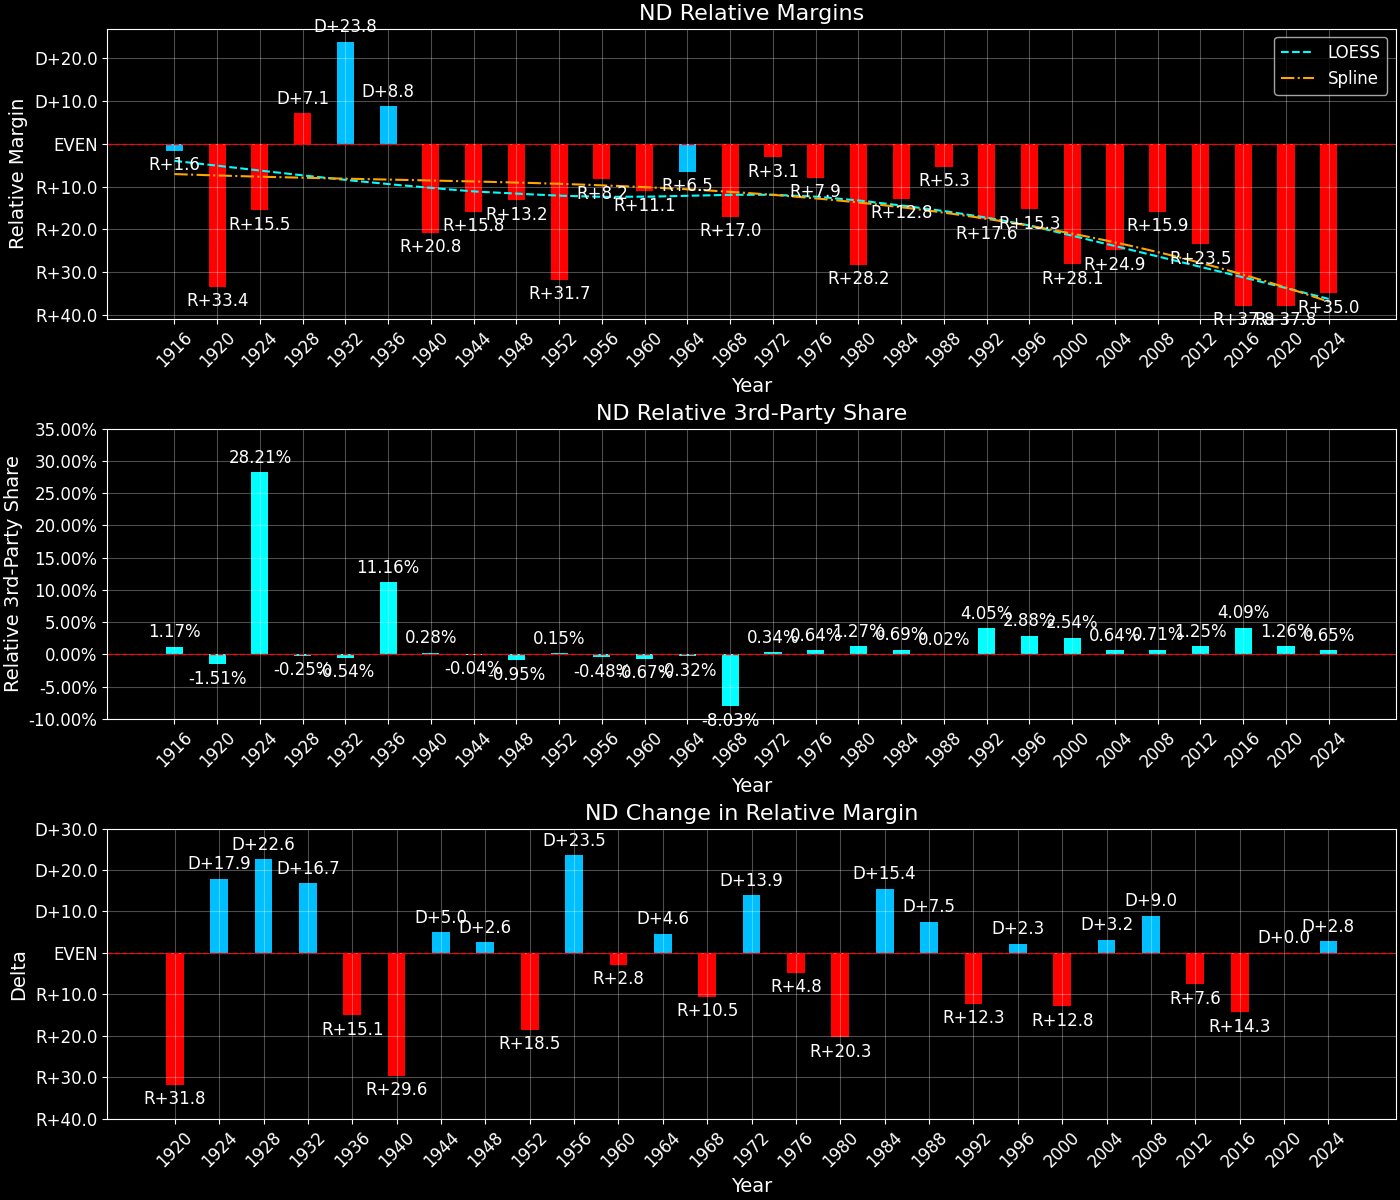 ND Relative Margins
Relative Margin
D+20.0
D+10.0
EVEN
R+10.0
R+20.0
R+30.0
R+40.0
LOESS
Spline
R+1.6
R+33.4
R+15.5
D+7.1
D+23.8
D+8.8
R+20.8
R+15.8
R+13.2
R+31.7
R+8.2
R+11.1
R+6.5
R+17.0
R+3.1
R+7.9
R+28.2
R+12.8
R+5.3
R+17.6
R+15.3
R+28.1
R+24.9
R+15.9
R+23.5
R+37.8
R+35.0
1916 1920 1924 1928 1932 1936 1940 1944 1948 1952 1956 1960 1964 1968 1972 1976 1980 1984 1988 1992 1996 2000 2004 2008 2012 2016 2020 2024
Year
ND Relative 3rd-Party Share
Relative 3rd-Party Share
35.00%
30.00%
25.00%
20.00%
15.00%
10.00%
5.00%
0.00%
-5.00%
-10.00%
1.17%
-1.51%
28.21%
-0.25%
-0.54%
11.16%
0.28%
-0.04%
-0.95%
0.15%
-0.48%
-0.67%
-0.32%
-8.03%
0.34%
0.64%
1.27%
0.69%
0.02%
4.05%
2.88%
2.54%
0.64%
0.71%
1.25%
4.09%
1.26%
0.65%
1916 1920 1924 1928 1932 1936 1940 1944 1948 1952 1956 1960 1964 1968 1972 1976 1980 1984 1988 1992 1996 2000 2004 2008 2012 2016 2020 2024
Year
ND Change in Relative Margin
Delta
D+30.0
D+20.0
D+10.0
EVEN
R+10.0
R+20.0
R+30.0
R+40.0
R+31.8
D+17.9
D+22.6
D+16.7
R+15.1
R+29.6
D+5.0
D+2.6
R+18.5
D+23.5
R+2.8
D+4.6
R+10.5
D+13.9
R+4.8
R+20.3
D+15.4
D+7.5
R+12.3
D+2.3
R+12.8
D+3.2
D+9.0
R+7.6
R+14.3
D+0.0
D+2.8
1920 1924 1928 1932 1936 1940 1944 1948 1952 1956 1960 1964 1968 1972 1976 1980 1984 1988 1992 1996 2000 2004 2008 2012 2016 2020 2024
Year